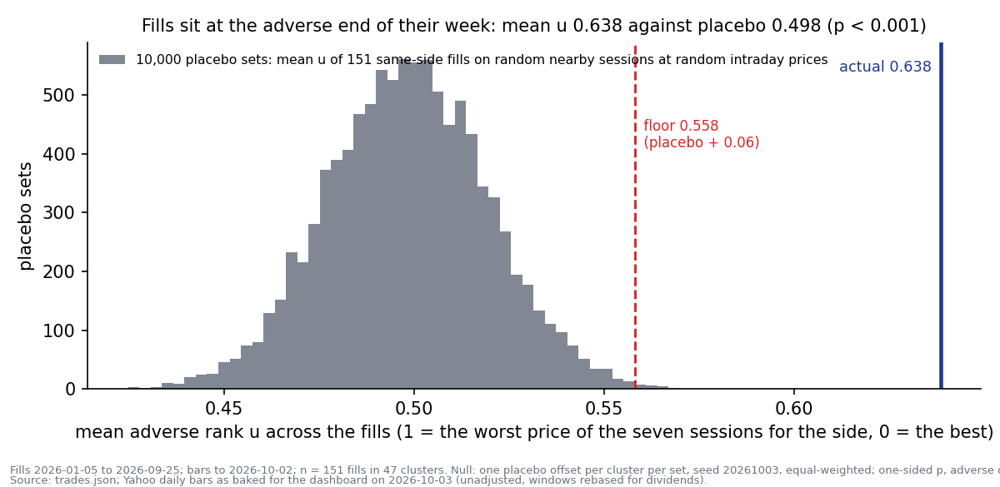 Fills sit at the adverse end of their week: mean u 0.638 against placebo 0.498 (p < 0.001)
10,000 placebo sets: mean u of 151 same-side fills on random nearby sessions at random intraday prices
actual 0.638
floor 0.558
(placebo + 0.06)
placebo sets
500
400
300
200
100
0
0.45 0.50 0.55 0.60
mean adverse rank u across the fills (1 = the worst price of the seven sessions for the side, 0 = the best)
Fills 2026-01-05 to 2026-09-25; bars to 2026-10-02; n = 151 fills in 47 clusters. Null: one placebo offset per cluster per set, seed 20261003, equal-weighted; one-sided p, adverse
Source: trades.json; Yahoo daily bars as baked for the dashboard on 2026-10-03 (unadjusted, windows rebased for dividends).